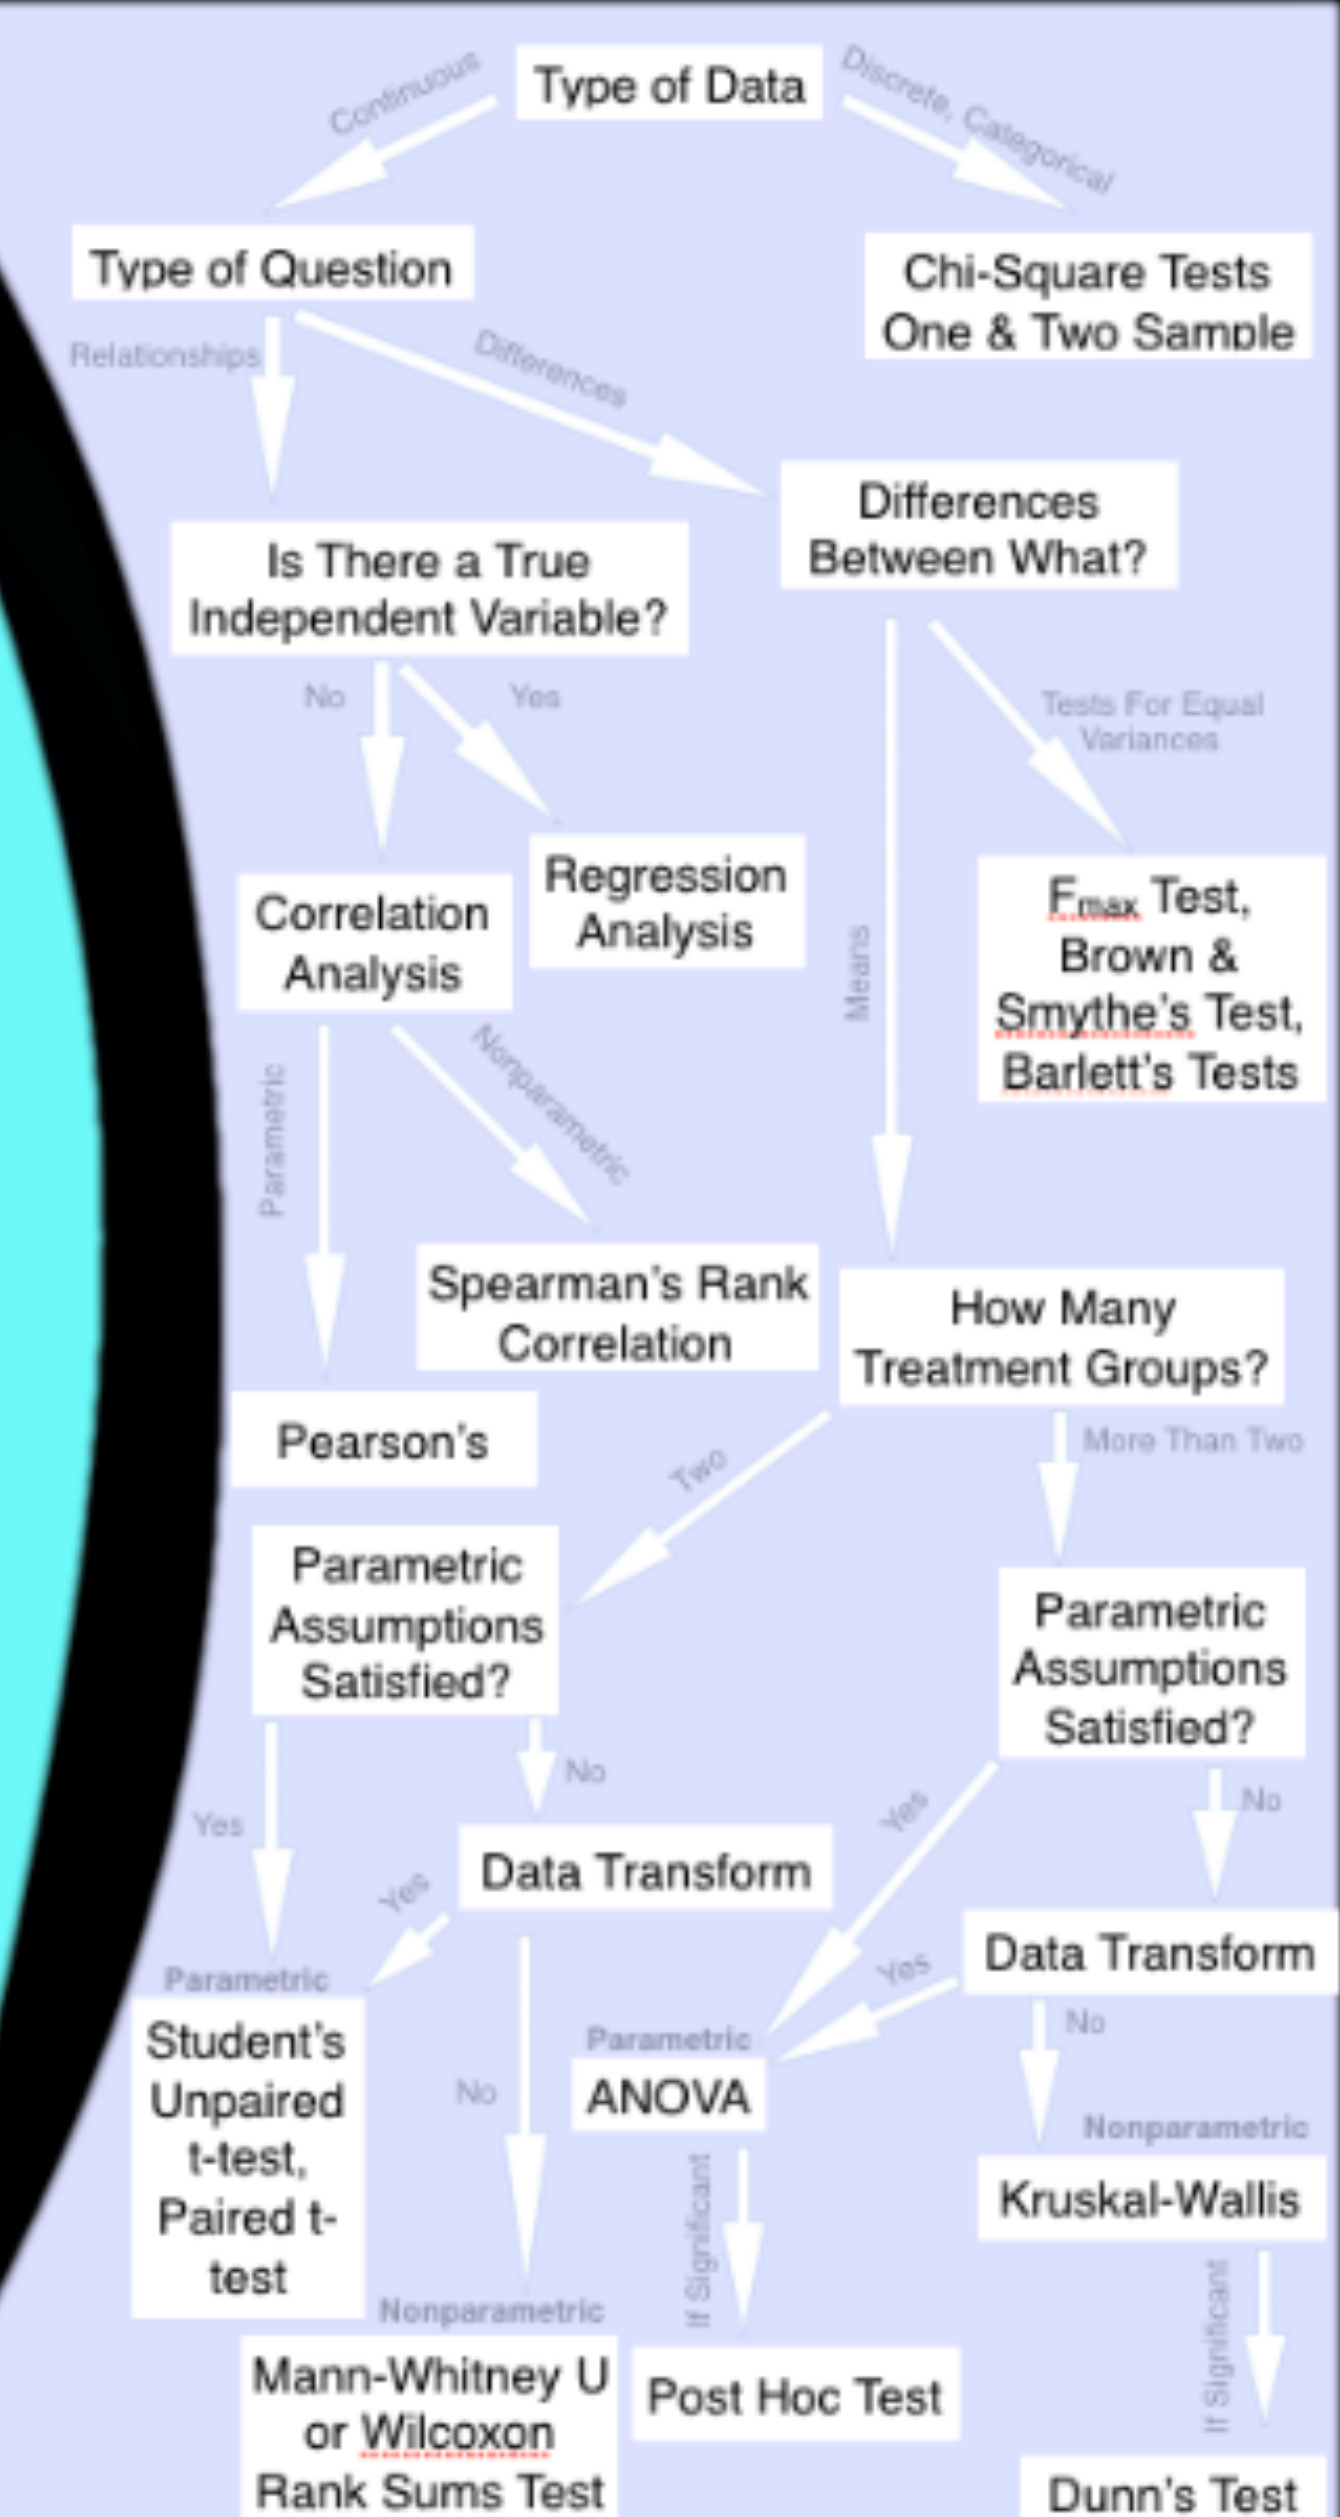 Type of Data
Continuous
Discrete, Categorical
Type of Question
Chi-Square Tests
One & Two Sample
Relationships
Differences
Differences
Between What?
Is There a True
Independent Variable?
No
Yes
Tests For Equal
Variances
Regression
Analysis
Correlation
Analysis
Means
Fmax Test,
Brown &
Smythe's Test,
Barlett's Tests
Parametric
Nonparametric
Spearman's Rank
Correlation
How Many
Treatment Groups?
Pearson's
Two
More Than Two
Parametric
Assumptions
Satisfied?
Parametric
Assumptions
Satisfied?
Yes
No
Yes
No
Data Transform
Yes
Data Transform
Yes
No
Parametric
Student's
Unpaired
t-test,
Paired t-
test
No
Parametric
ANOVA
Nonparametric
Kruskal-Wallis
If Significant
If Significant
Nonparametric
Mann-Whitney U
or Wilcoxon
Rank Sums Test
Post Hoc Test
Dunn's Test